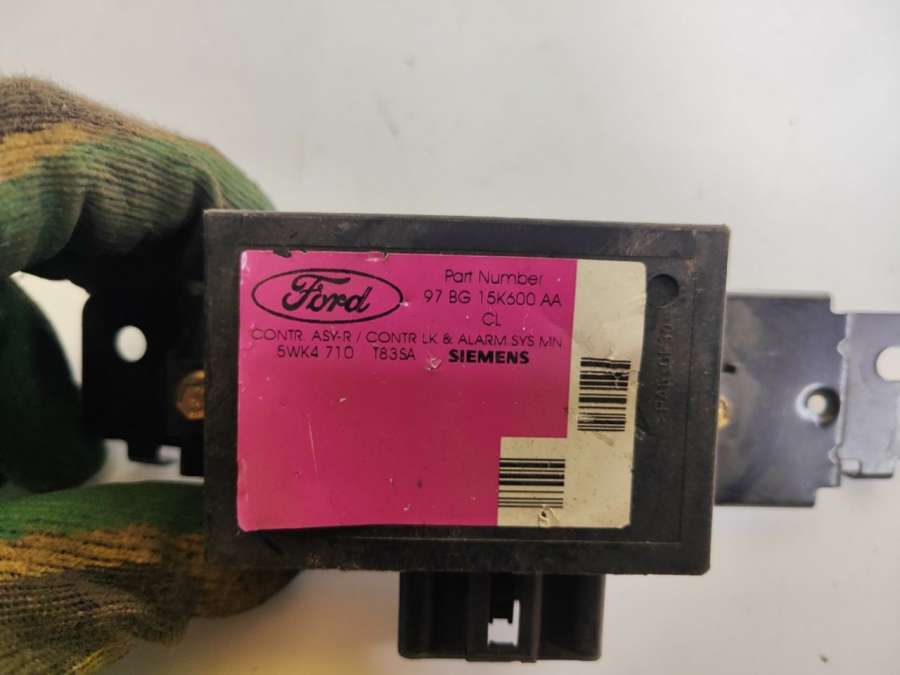 Ford
Part Number
97 BG 15K600 AA
CL
CONTR. ASY-R / CONTR LK & ALARM SYS MN
5WK4 710 T83SA SIEMENS